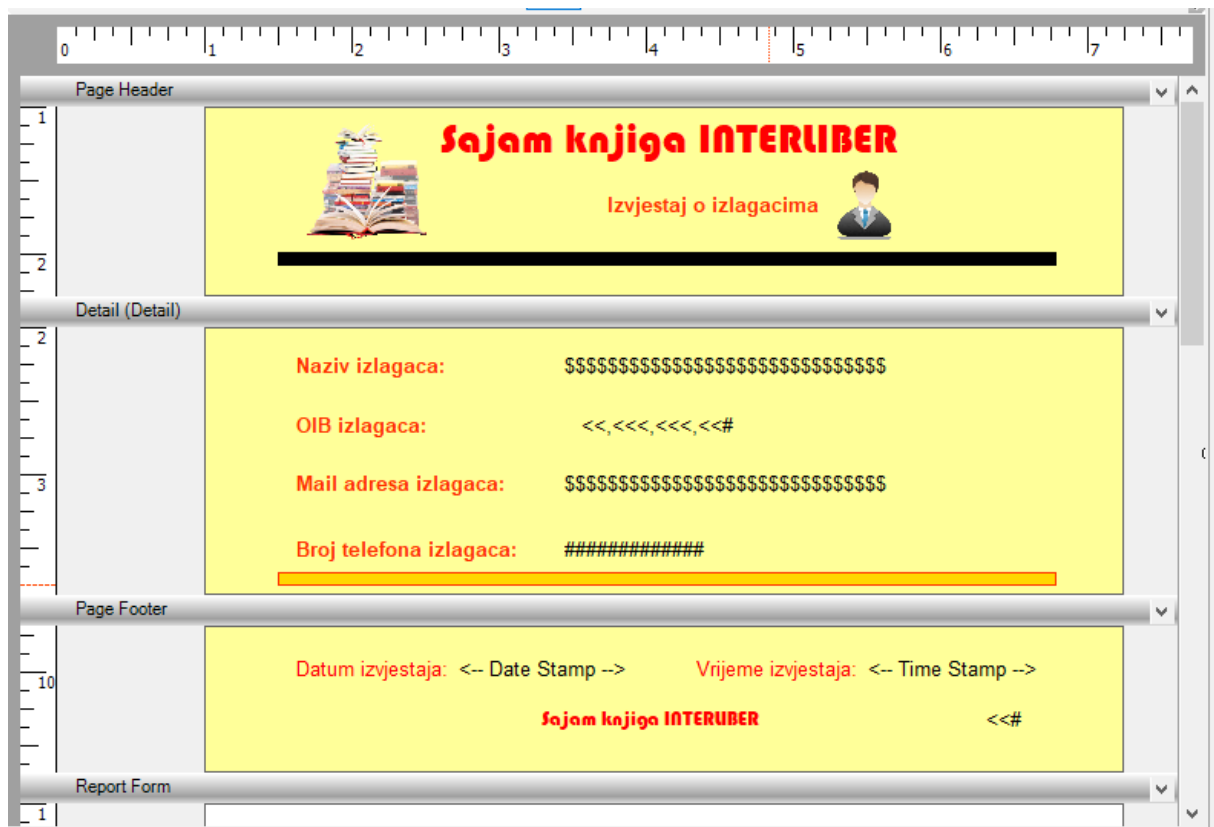 0 1 2 3 4 5 6 7
Page Header
1
Sajam knjiga INTERLIBER
Izvjestaj o izlagacima
2
Detail (Detail)
2
Naziv izlagaca: $$$$$$$$$$$$$$$$$$$$$$$$$$$$$$
OIB izlagaca: <<,<<<,<<<,<<#
3
Mail adresa izlagaca: $$$$$$$$$$$$$$$$$$$$$$$$$$$$$$
Broj telefona izlagaca: #############
Page Footer
Datum izvjestaja: <-- Date Stamp --> Vrijeme izvjestaja: <-- Time Stamp -->
10
Sajam knjiga INTERLIBER <<#
Report Form
1